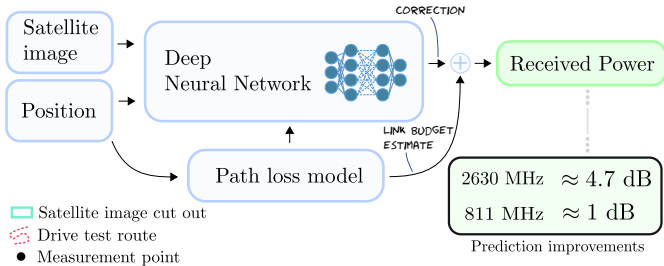 CORRECTION
Satellite
image
Deep
Neural Network
Received Power
Position
LINK BUDGET
ESTIMATE
Path loss model
2630 MHz ≈ 4.7 dB
811 MHz ≈ 1 dB
Prediction improvements
Satellite image cut out
Drive test route
Measurement point